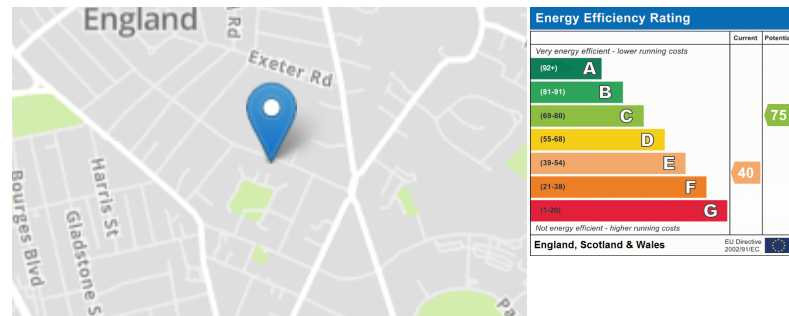 England
Rd
Exeter Rd
Harris St
Bourges Blvd
Gladstone S
Pa
Energy Efficiency Rating
Current Potentia
Very energy efficient - lower running costs
(92+) A
(81-91) B
(69-80) C
75
(55-68) D
(39-54) E
40
(21-38) F
(1-20) G
Not energy efficient - higher running costs
England, Scotland & Wales
EU Directive
2002/91/EC